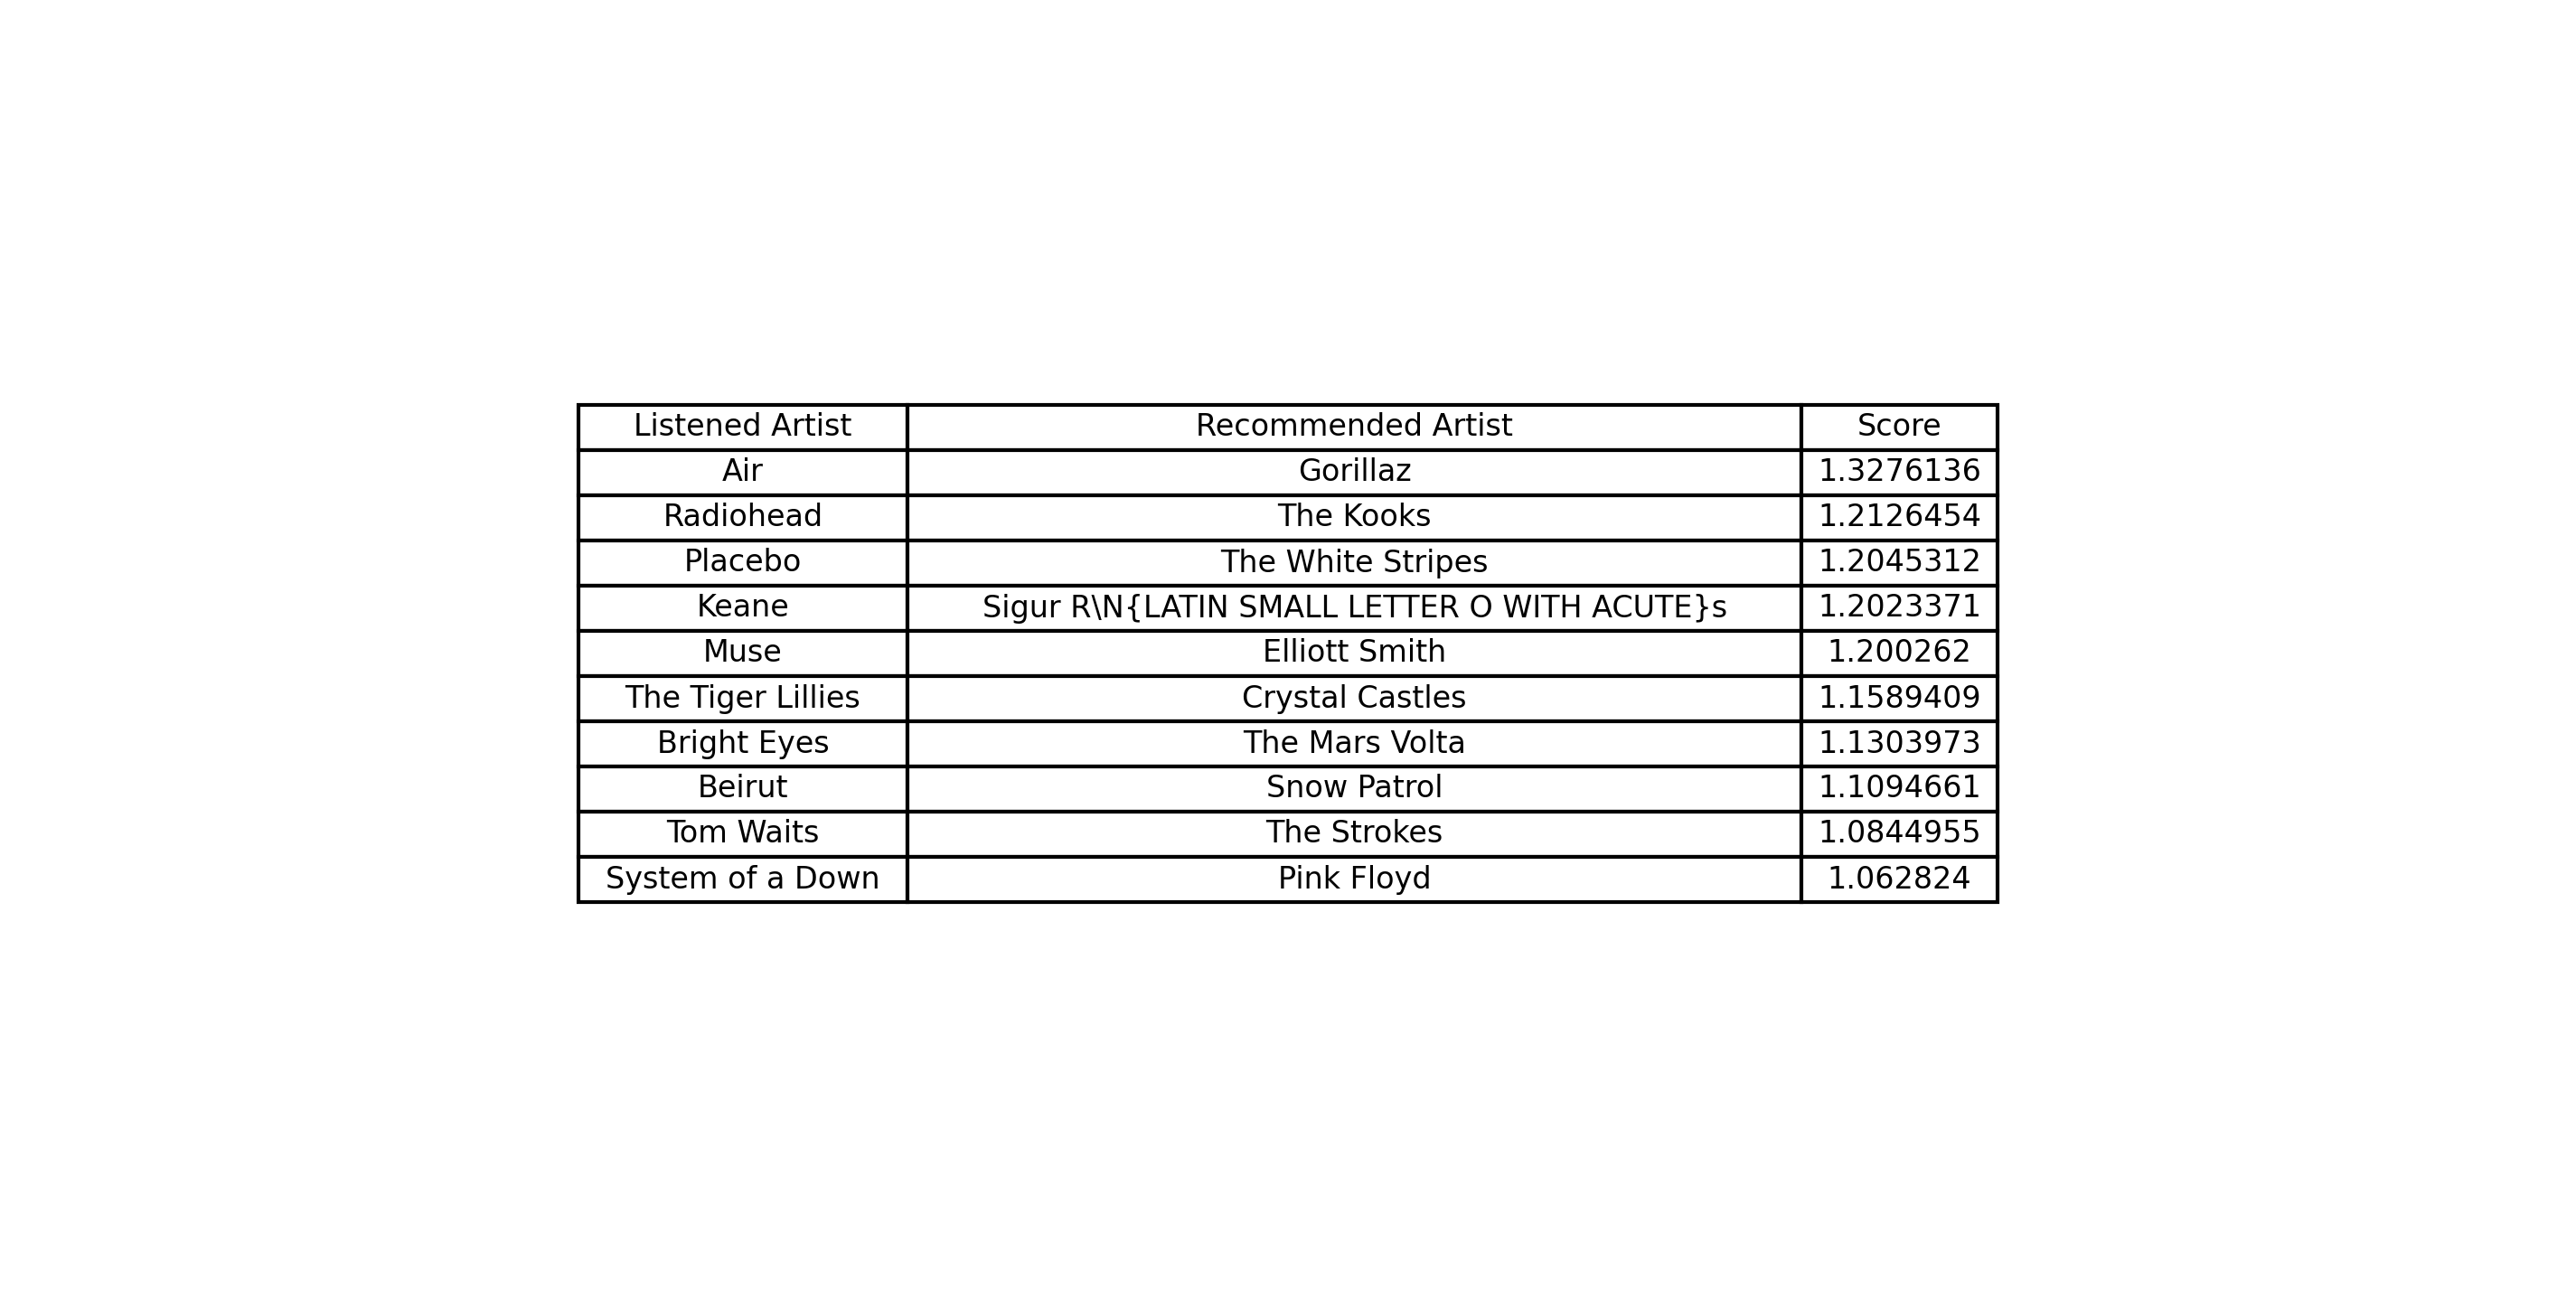 Listened Artist Recommended Artist Score
Air Gorillaz 1.3276136
Radiohead The Kooks 1.2126454
Placebo The White Stripes 1.2045312
Keane Sigur R\N{LATIN SMALL LETTER O WITH ACUTE}s 1.2023371
Muse Elliott Smith 1.200262
The Tiger Lillies Crystal Castles 1.1589409
Bright Eyes The Mars Volta 1.1303973
Beirut Snow Patrol 1.1094661
Tom Waits The Strokes 1.0844955
System of a Down Pink Floyd 1.062824